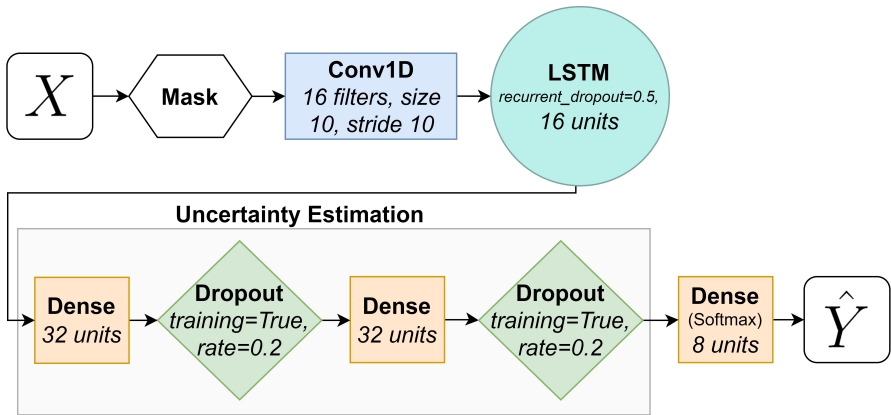 X
Mask
Conv1D
16 filters, size
10, stride 10
LSTM
recurrent_dropout=0.5,
16 units
Uncertainty Estimation
Dense
32 units
Dropout
training=True,
rate=0.2
Dense
32 units
Dropout
training=True,
rate=0.2
Dense
(Softmax)
8 units
Ŷ